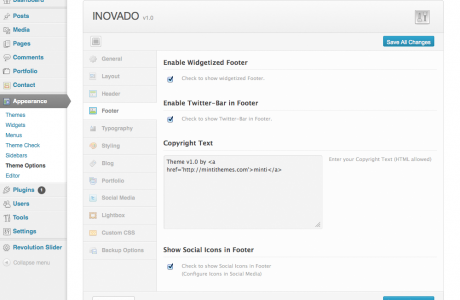 Dashboard
Posts
Media
Pages
Comments
Portfolio
Contact
Appearance
Themes
Widgets
Menus
Theme Check
Sidebars
Theme Options
Editor
Plugins 1
Users
Tools
Settings
Revolution Slider
Collapse menu
INOVADO v1.0
Save All Changes
General
Layout
Header
Footer
Typography
Styling
Blog
Portfolio
Social Media
Lightbox
Custom CSS
Backup Options
Enable Widgetized Footer
Check to show widgetized Footer.
Enable Twitter-Bar in Footer
Check to show Twitter-Bar in Footer.
Copyright Text
Theme v1.0 by <a
href='http://mintithemes.com'>minti</a>
Enter your Copyright Text (HTML allowed)
Show Social Icons in Footer
Check to show Social Icons in Footer
(Configure Icons in Social Media)